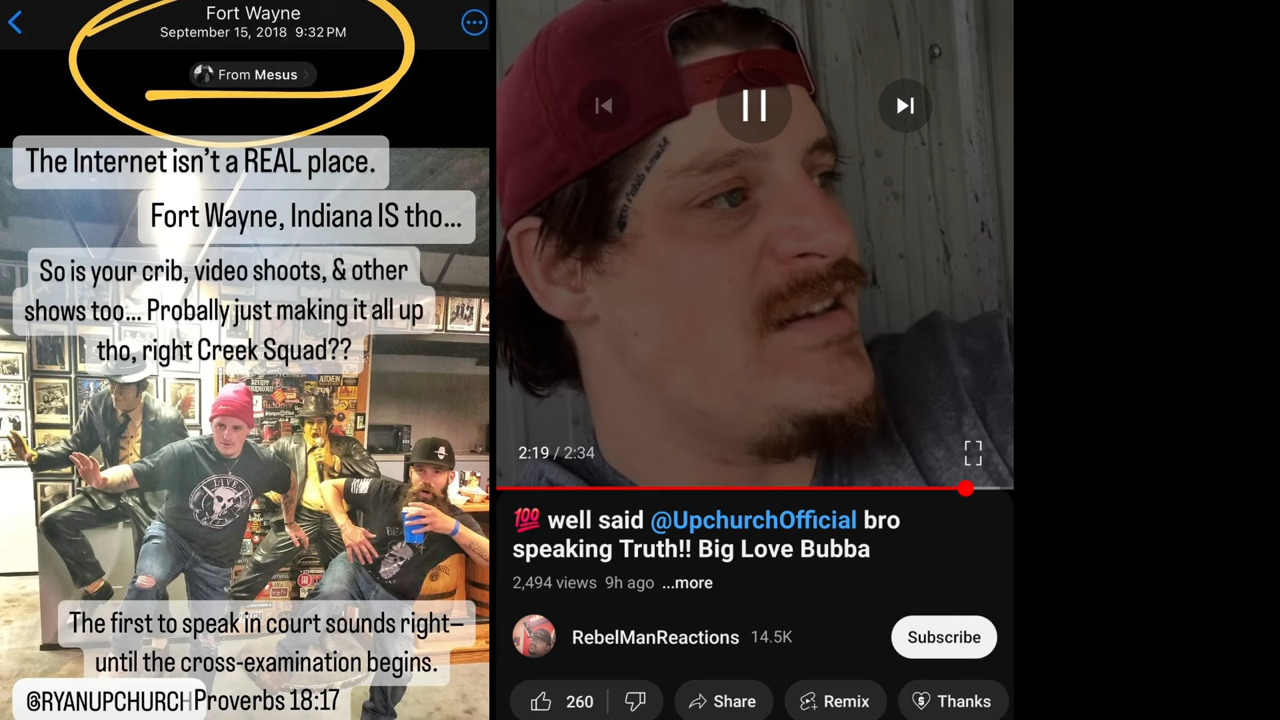 Fort Wayne
September 15, 2018 9:32 PM
From Mesus
The Internet isn't a REAL place.
Fort Wayne, Indiana IS tho...
So is your crib, video shoots, & other
shows too... Probally just making it all up
tho, right Creek Squad??
LIVE
The first to speak in court sounds right–
until the cross-examination begins.
@RYANUPCHURCH Proverbs 18:17
2:19 / 2:34
💯 well said @UpchurchOfficial bro
speaking Truth!! Big Love Bubba
2,494 views 9h ago ...more
RebelManReactions 14.5K
Subscribe
260
Share
Remix
Thanks